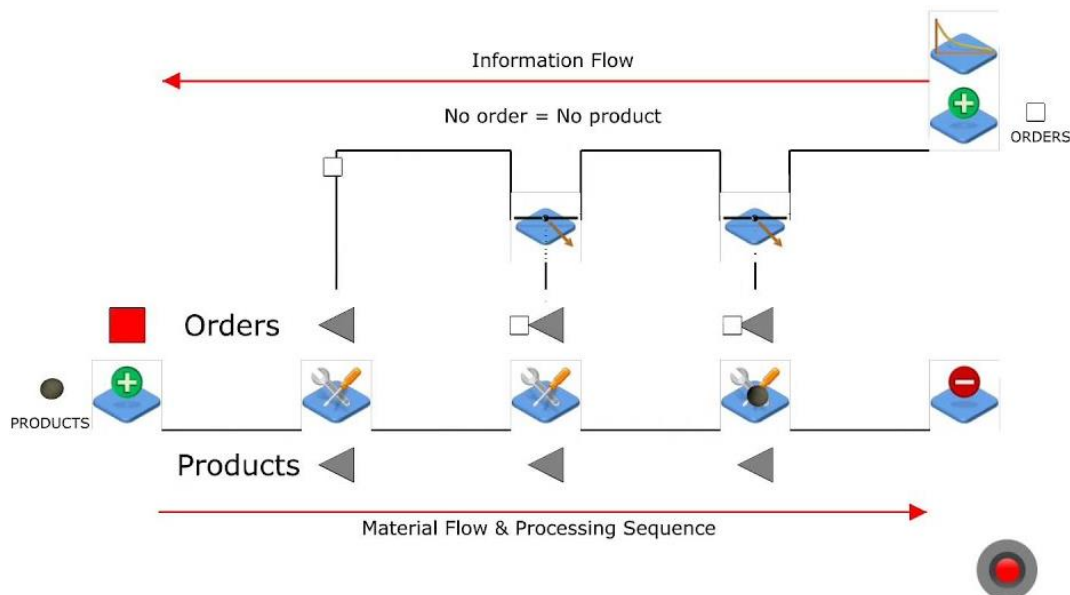 Information Flow
No order = No product
ORDERS
Orders
PRODUCTS
Products
Material Flow & Processing Sequence